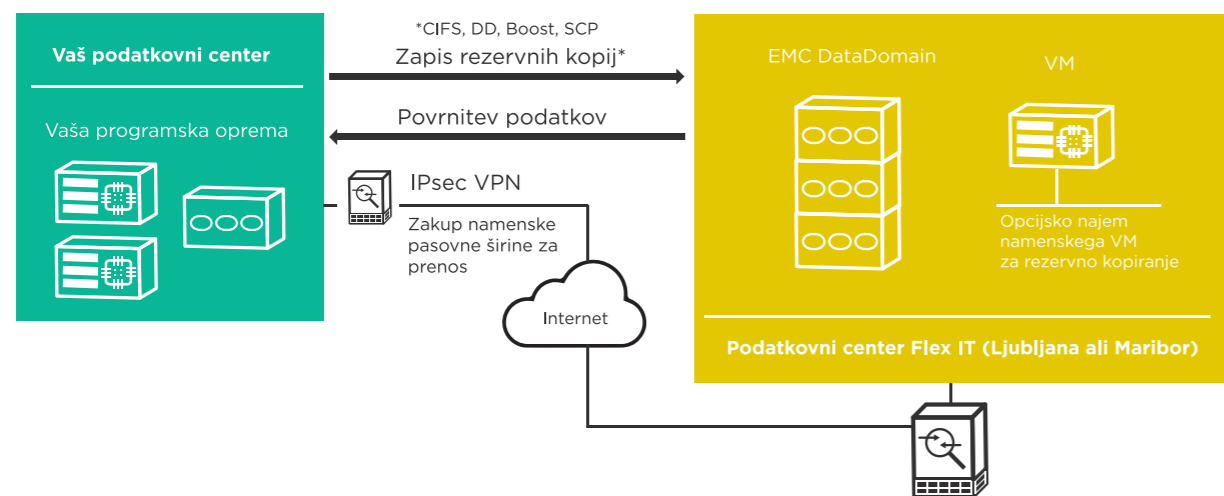 Vaš podatkovni center
Vaša programska oprema
*CIFS, DD, Boost, SCP
Zapis rezervnih kopij*
Povrnitev podatkov
IPsec VPN
Zakup namenske
pasovne širine za
prenos
Internet
EMC DataDomain
VM
Opcijsko najem
namenskega VM
za rezervno kopiranje
Podatkovni center Flex IT (Ljubljana ali Maribor)